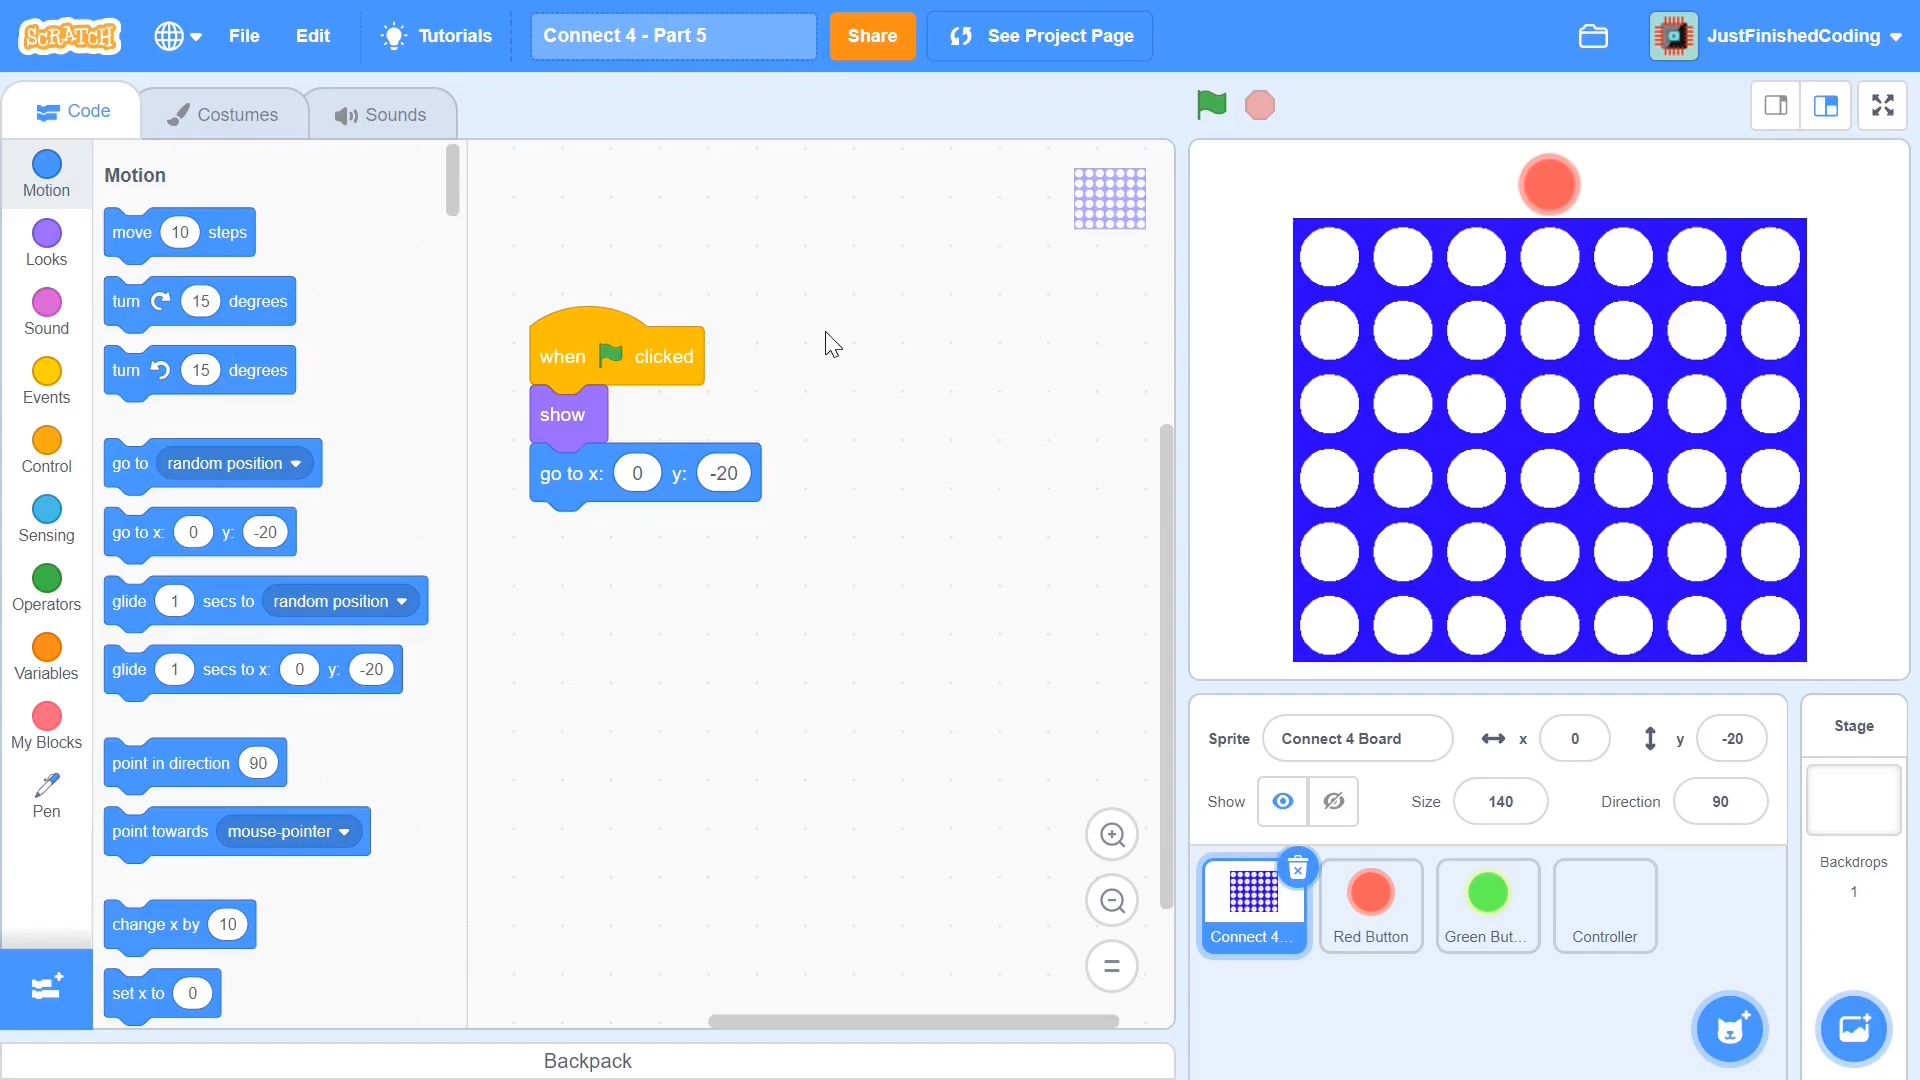 SCRATCH
File
Edit
Tutorials
Connect 4 - Part 5
Share
See Project Page
JustFinishedCoding
Code
Costumes
Sounds
Motion
Looks
Sound
Events
Control
Sensing
Operators
Variables
My Blocks
Pen
Motion
move 10 steps
turn 15 degrees
turn 15 degrees
go to random position
go to x: 0 y: -20
glide 1 secs to random position
glide 1 secs to x: 0 y: -20
point in direction 90
point towards mouse-pointer
change x by 10
set x to 0
when clicked
show
go to x: 0 y: -20
Backpack
Sprite Connect 4 Board x 0 y -20
Show Size 140 Direction 90
Connect 4...
Red Button
Green But...
Controller
Stage
Backdrops
1